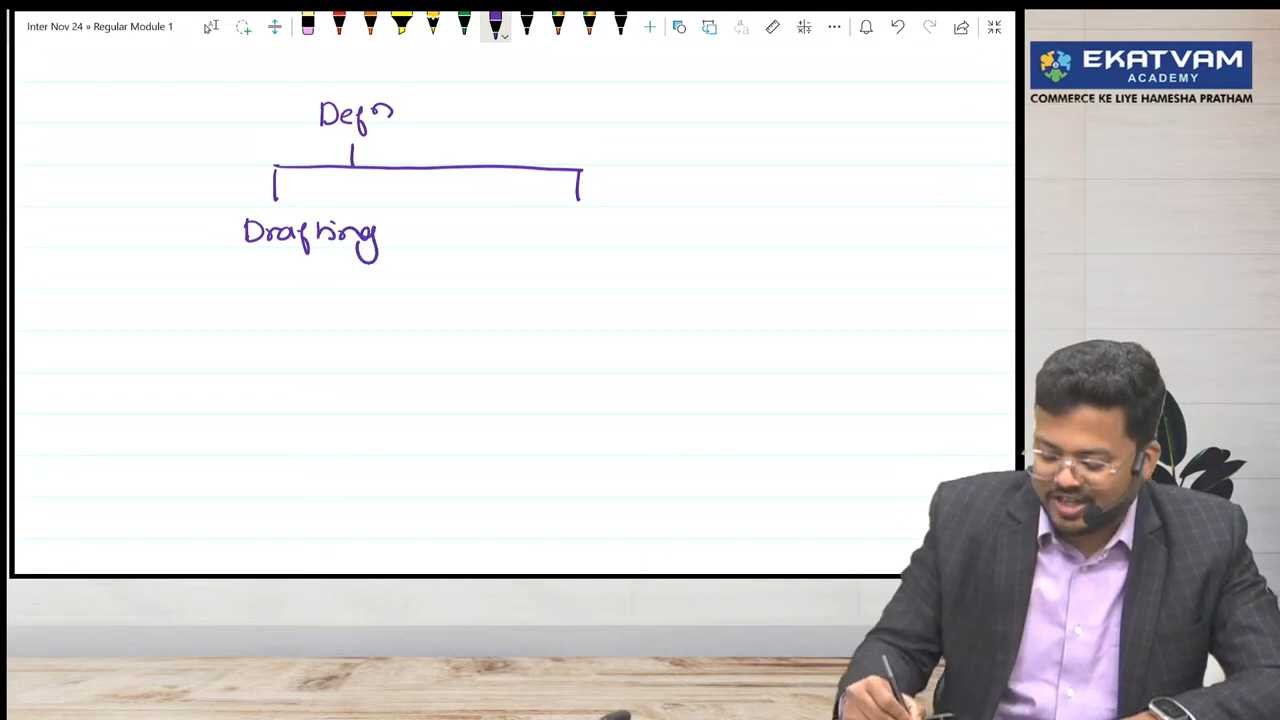 Inter Nov 24 » Regular Module 1
EKATVAM
ACADEMY
COMMERCE KE LIYE HAMESHA PRATHAM
Defn
Drafting